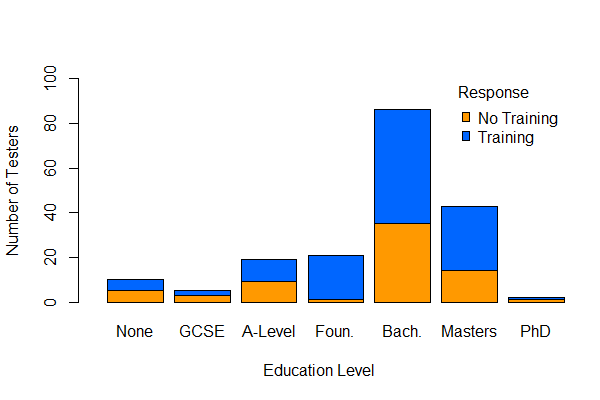 Number of Testers
100
80
60
40
20
0
Response
No Training
Training
None GCSE A-Level Foun. Bach. Masters PhD
Education Level